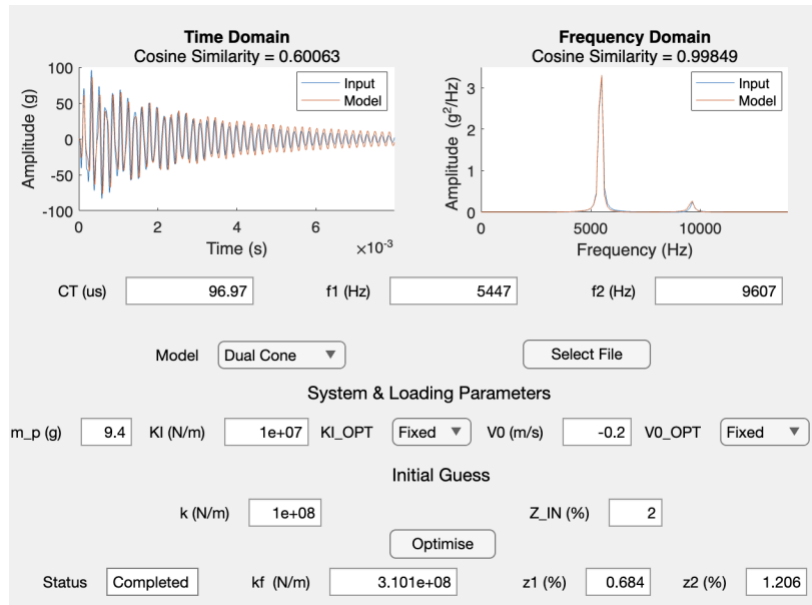 Time Domain Frequency Domain
Cosine Similarity = 0.60063 Cosine Similarity = 0.99849
100 50 0 -50 -100
Amplitude (g)
Input
Model
0 2 4 6
×10-3
Time (s)
3 2 1 0
Amplitude (g2/Hz)
Input
Model
0 5000 10000
Frequency (Hz)
CT (us) 96.97 f1 (Hz) 5447 f2 (Hz) 9607
Model Dual Cone Select File
System & Loading Parameters
m_p (g) 9.4 Kl (N/m) 1e+07 Kl_OPT Fixed V0 (m/s) -0.2 V0_OPT Fixed
Initial Guess
k (N/m) 1e+08 Z_IN (%) 2
Optimise
Status Completed kf (N/m) 3.101e+08 z1 (%) 0.684 z2 (%) 1.206